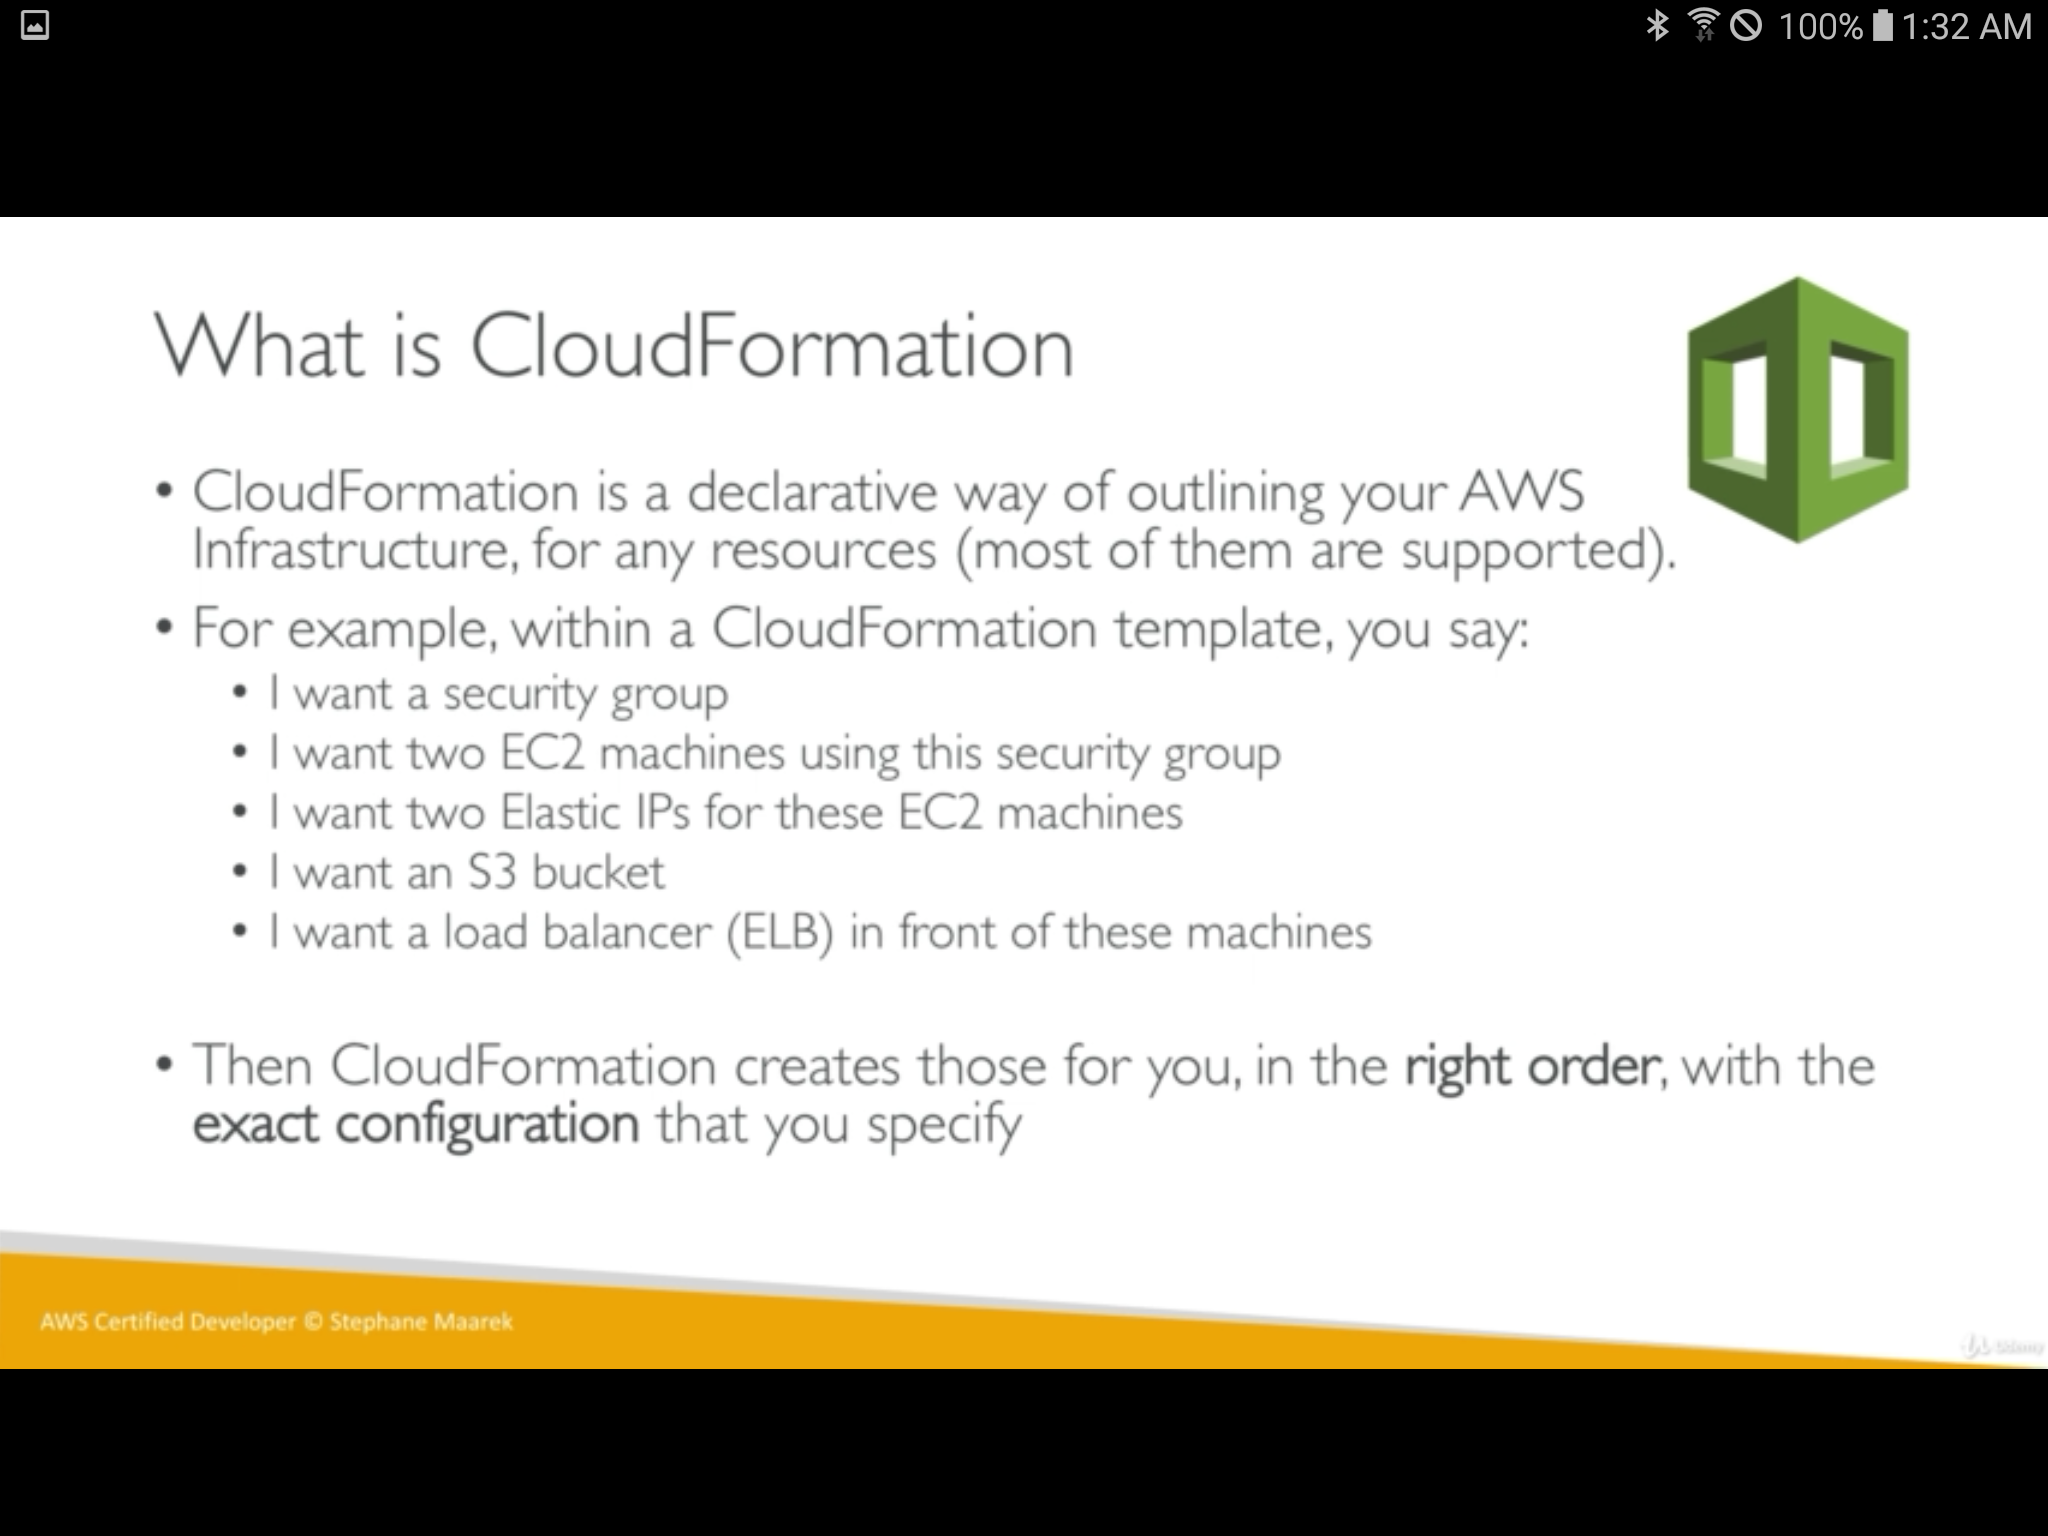 100% 1:32 AM
What is CloudFormation
• CloudFormation is a declarative way of outlining your AWS
Infrastructure, for any resources (most of them are supported).
• For example, within a CloudFormation template, you say:
• I want a security group
• I want two EC2 machines using this security group
• I want two Elastic IPs for these EC2 machines
• I want an S3 bucket
• I want a load balancer (ELB) in front of these machines
• Then CloudFormation creates those for you, in the right order, with the
exact configuration that you specify
AWS Certified Developer © Stephane Maarek
Udemy